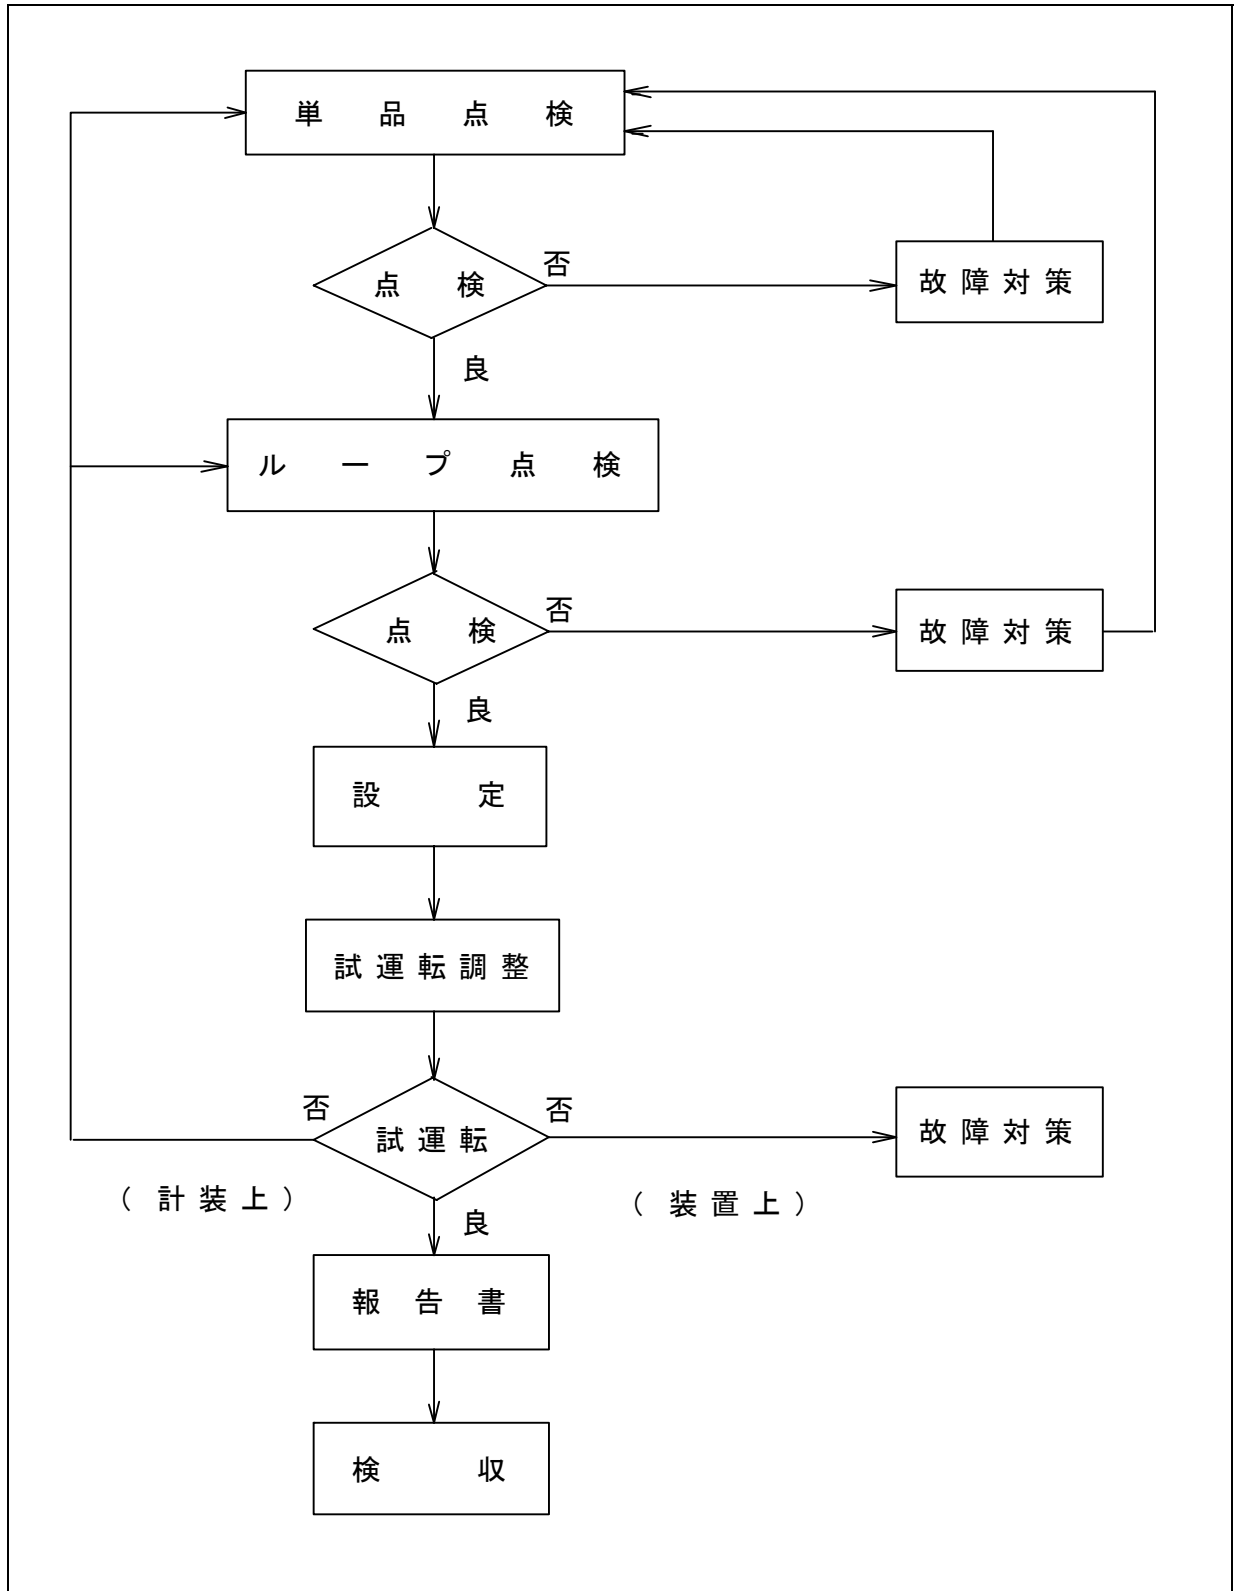 単品点検
点検
否
故障対策
良
ループ点検
点検
否
故障対策
良
設定
試運転調整
否
試運転
否
故障対策
（計装上）
（装置上）
良
報告書
検収